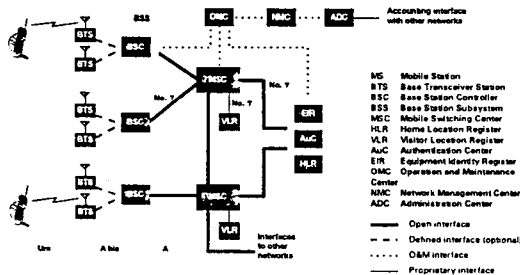 BSS
OMC
NMC
ADC
Accounting interface
with other networks
BTS
BTS
BSC
MSC
No. 7
No. 7
No. 7
VLR
BTS
BTS
BSC
EIR
AuC
HLR
BTS
BTS
BSC
MSC
VLR
Um
A bis
A
Interfaces
to other
networks
MS Mobile Station
BTS Base Transceiver Station
BSC Base Station Controller
BSS Base Station Subsystem
MSC Mobile Switching Center
HLR Home Location Register
VLR Visitor Location Register
AuC Authentication Center
EIR Equipment Identity Register
OMC Operation and Maintenance
Center
NMC Network Management Center
ADC Administration Center
Open interface
Defined interface (optional)
O&M interface
Proprietary interface